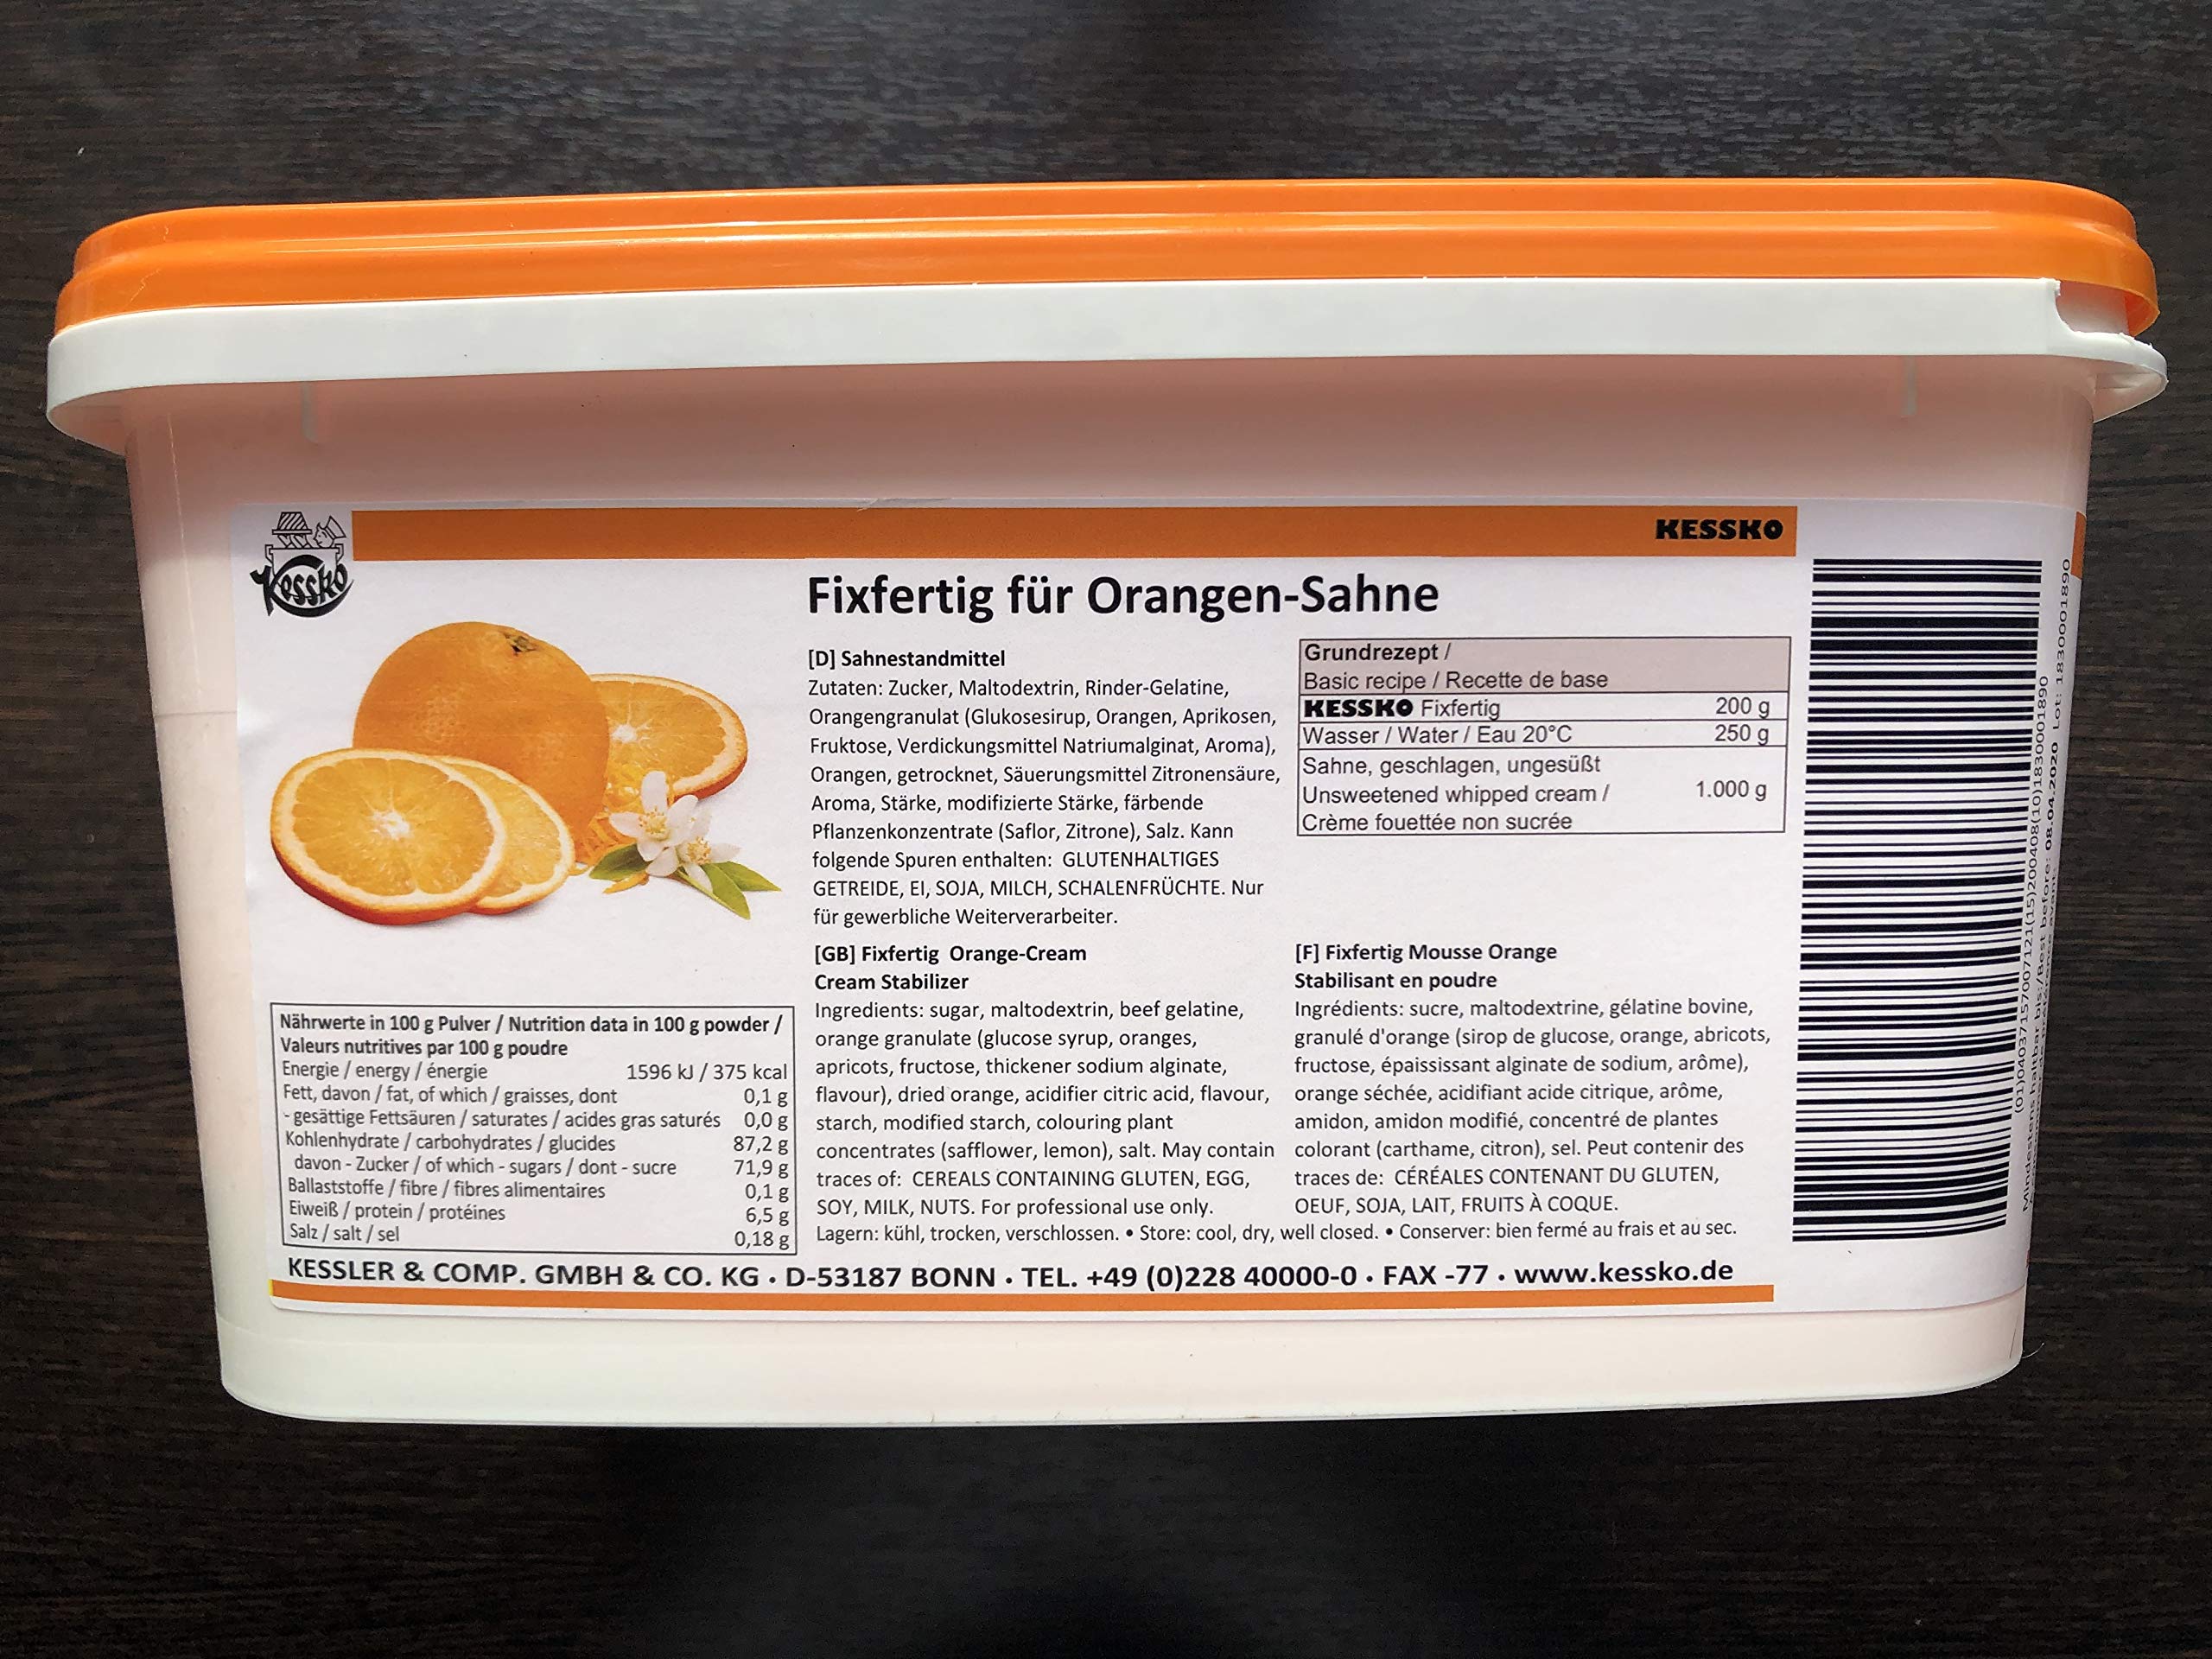 Kessko
KESSKO
Fixfertig für Orangen-Sahne
[D] Sahnestandmittel
Zutaten: Zucker, Maltodextrin, Rinder-Gelatine,
Orangengranulat (Glukosesirup, Orangen, Aprikosen,
Fruktose, Verdickungsmittel Natriumalginat, Aroma),
Orangen, getrocknet, Säuerungsmittel Zitronensäure,
Aroma, Stärke, modifizierte Stärke, färbende
Pflanzenkonzentrate (Saflor, Zitrone), Salz. Kann
folgende Spuren enthalten: GLUTENHALTIGES
GETREIDE, EI, SOJA, MILCH, SCHALENFRÜCHTE. Nur
für gewerbliche Weiterverarbeiter.
Grundrezept /
Basic recipe / Recette de base
KESSKO Fixfertig 200 g
Wasser / Water / Eau 20°C 250 g
Sahne, geschlagen, ungesüßt
Unsweetened whipped cream / 1.000 g
Crème fouettée non sucrée
[GB] Fixfertig Orange-Cream
Cream Stabilizer
Ingredients: sugar, maltodextrin, beef gelatine,
orange granulate (glucose syrup, oranges,
apricots, fructose, thickener sodium alginate,
flavour), dried orange, acidifier citric acid, flavour,
starch, modified starch, colouring plant
concentrates (safflower, lemon), salt. May contain
traces of: CEREALS CONTAINING GLUTEN, EGG,
SOY, MILK, NUTS. For professional use only.
[F] Fixfertig Mousse Orange
Stabilisant en poudre
Ingrédients: sucre, maltodextrine, gélatine bovine,
granulé d'orange (sirop de glucose, orange, abricots,
fructose, épaississant alginate de sodium, arôme),
orange séchée, acidifiant acide citrique, arôme,
amidon, amidon modifié, concentré de plantes
colorant (carthame, citron), sel. Peut contenir des
traces de: CÉRÉALES CONTENANT DU GLUTEN,
OEUF, SOJA, LAIT, FRUITS À COQUE.
Lagern: kühl, trocken, verschlossen. • Store: cool, dry, well closed. • Conserver: bien fermé au frais et au sec.
Nährwerte in 100 g Pulver / Nutrition data in 100 g powder /
Valeurs nutritives par 100 g poudre
Energie / energy / énergie 1596 kJ / 375 kcal
Fett, davon / fat, of which / graisses, dont 0,1 g
- gesättige Fettsäuren / saturates / acides gras saturés 0,0 g
Kohlenhydrate / carbohydrates / glucides 87,2 g
davon - Zucker / of which - sugars / dont - sucre 71,9 g
Ballaststoffe / fibre / fibres alimentaires 0,1 g
Eiweiß / protein / protéines 6,5 g
Salz / salt / sel 0,18 g
KESSLER & COMP. GMBH & CO. KG • D-53187 BONN • TEL. +49 (0)228 40000-0 • FAX -77 • www.kessko.de
(01)04037157007121(15)200408(10)1830001890
Mindestens haltbar bis:/Best before: 08.04.2020 Lot: 1830001890